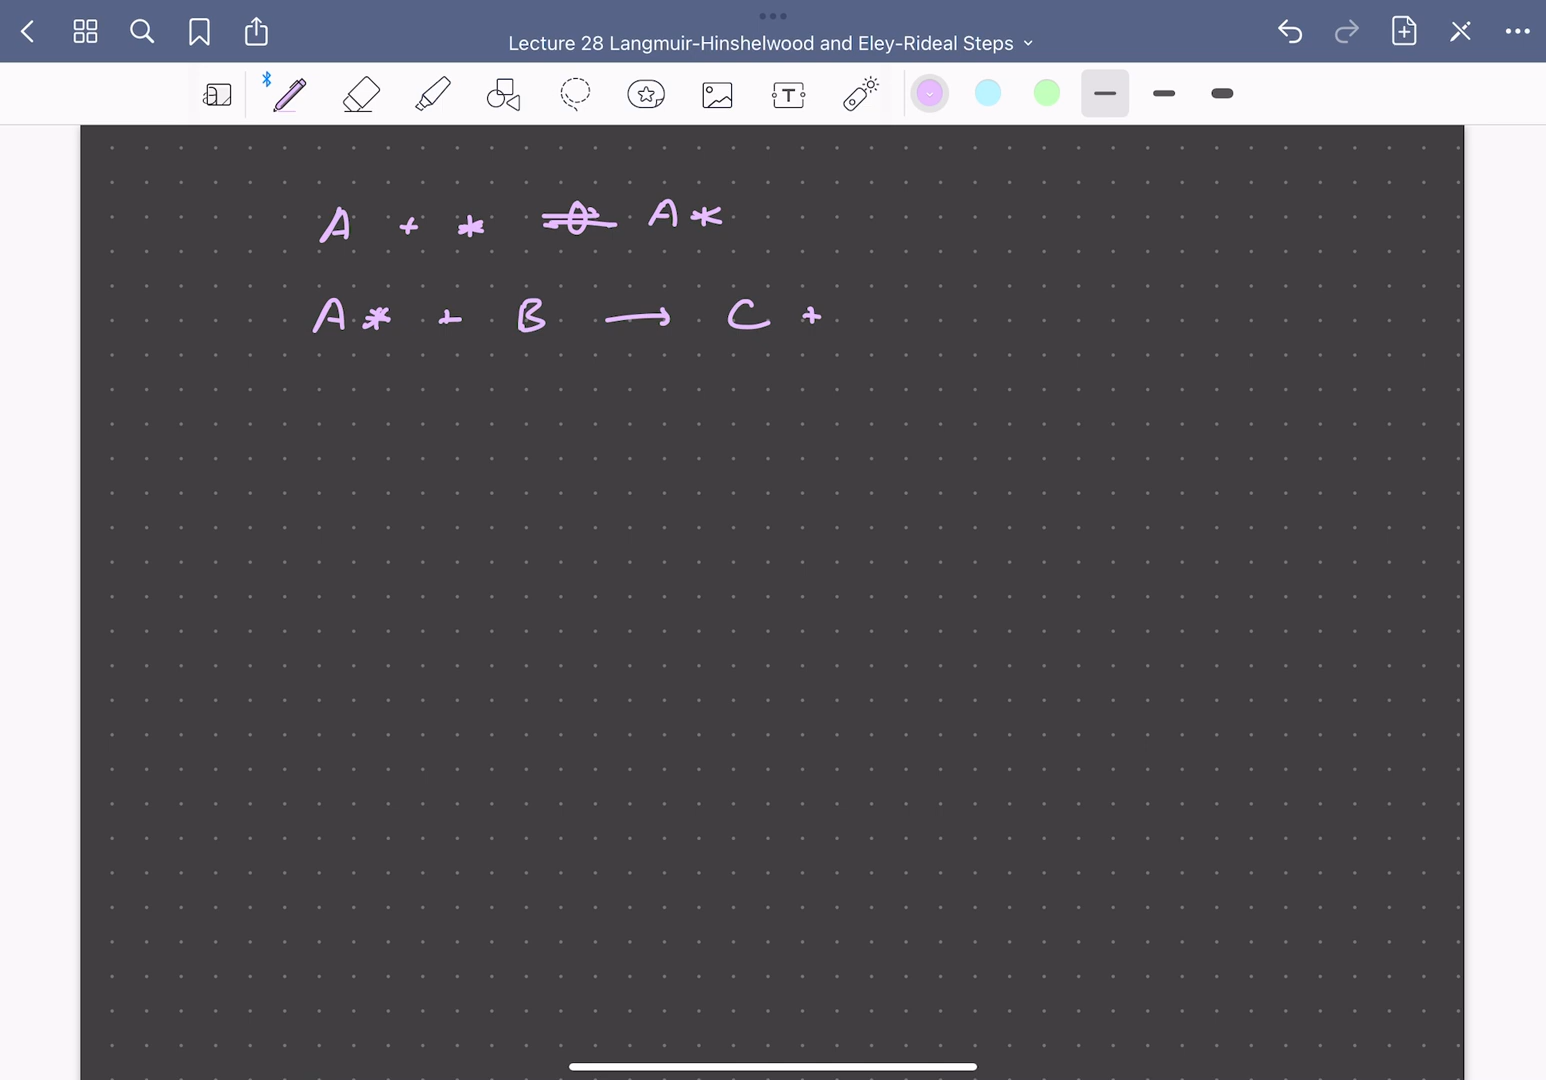 Lecture 28 Langmuir-Hinshelwood and Eley-Rideal Steps
A + * ⇌ A*
A* + B → C +